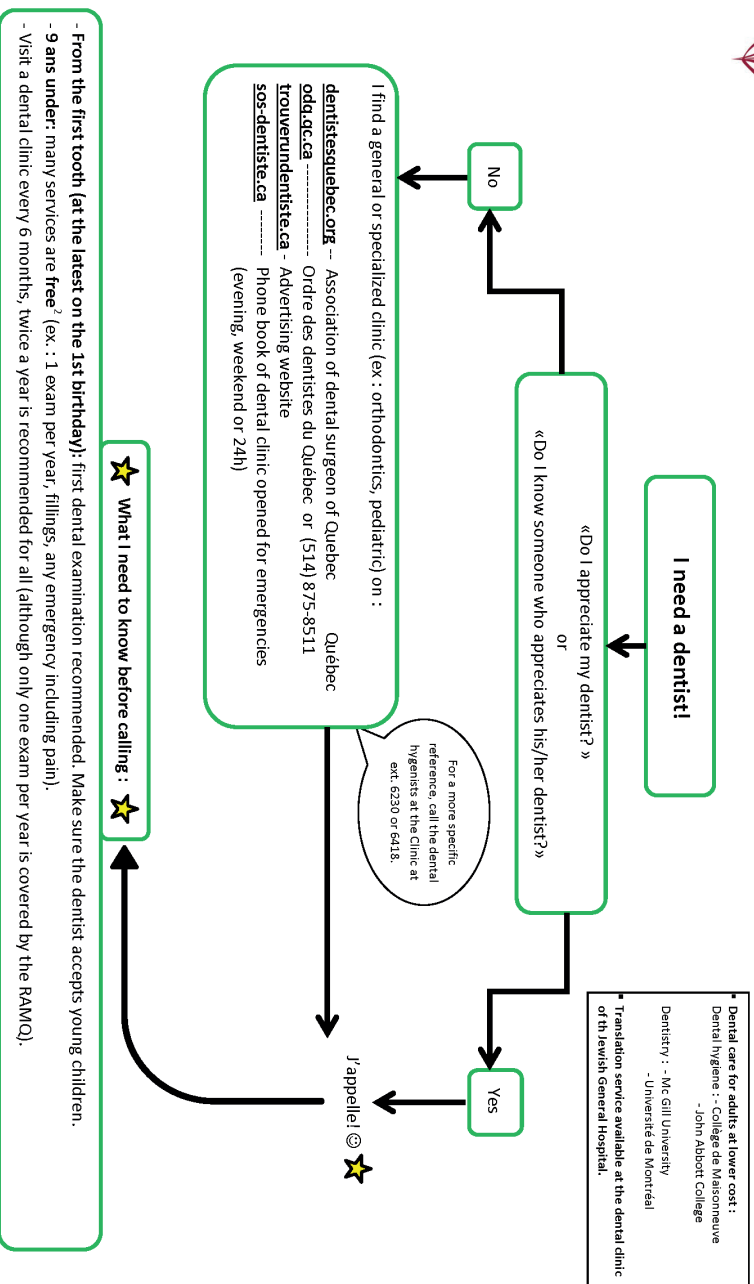 I need a dentist!
▪ Dental care for adults at lower cost :
Dental hygiene : - Collège de Maisonneuve
- John Abbott College
Dentistry : - Mc Gill University
- Université de Montréal
▪ Translation service available at the dental clinic
of th Jewish General Hospital.
«Do I appreciate my dentist? »
or
«Do I know someone who appreciates his/her dentist?»
No
Yes
For a more specific
reference, call the dental
hygenists at the Clinic at
ext. 6230 or 6418.
I find a general or specialized clinic (ex : orthodontics, pediatric) on :
dentistesquebec.org -- Association of dental surgeon of Quebec Québec
odq.qc.ca --------------- Ordre des dentistes du Québec or (514) 875-8511
trouverundentiste.ca - Advertising website
sos-dentiste.ca -------- Phone book of dental clinic opened for emergencies
(evening, weekend or 24h)
J'appelle! ☺
What I need to know before calling :
- From the first tooth (at the latest on the 1st birthday): first dental examination recommended. Make sure the dentist accepts young children.
- 9 ans under: many services are free² (ex. : 1 exam per year, fillings, any emergency including pain).
- Visit a dental clinic every 6 months, twice a year is recommended for all (although only one exam per year is covered by the RAMQ).